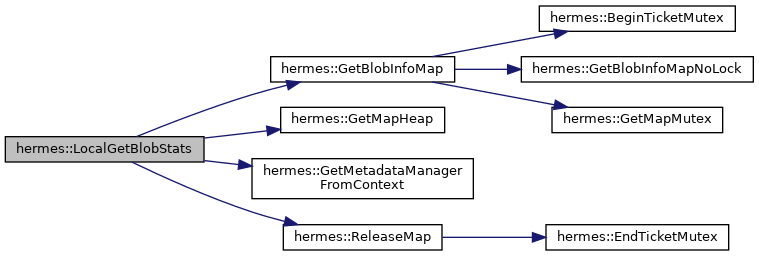 hermes::LocalGetBlobStats
hermes::GetBlobInfoMap
hermes::GetMapHeap
hermes::GetMetadataManager
FromContext
hermes::ReleaseMap
hermes::BeginTicketMutex
hermes::GetBlobInfoMapNoLock
hermes::GetMapMutex
hermes::EndTicketMutex